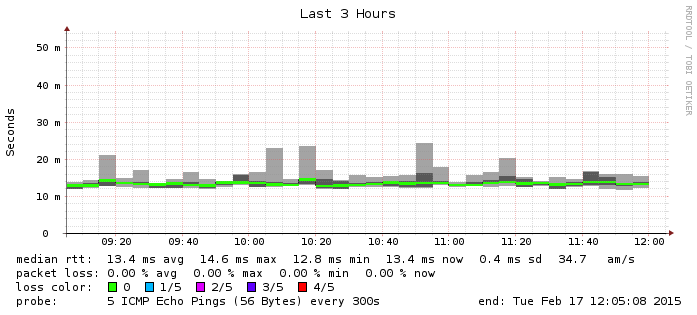 Last 3 Hours
RRDTOOL / TOBI OETIKER
Seconds
50 m
40 m
30 m
20 m
10 m
0
09:20 09:40 10:00 10:20 10:40 11:00 11:20 11:40 12:00
median rtt: 13.4 ms avg 14.6 ms max 12.8 ms min 13.4 ms now 0.4 ms sd 34.7 am/s
packet loss: 0.00 % avg 0.00 % max 0.00 % min 0.00 % now
loss color: 0 1/5 2/5 3/5 4/5
probe: 5 ICMP Echo Pings (56 Bytes) every 300s end: Tue Feb 17 12:05:08 2015